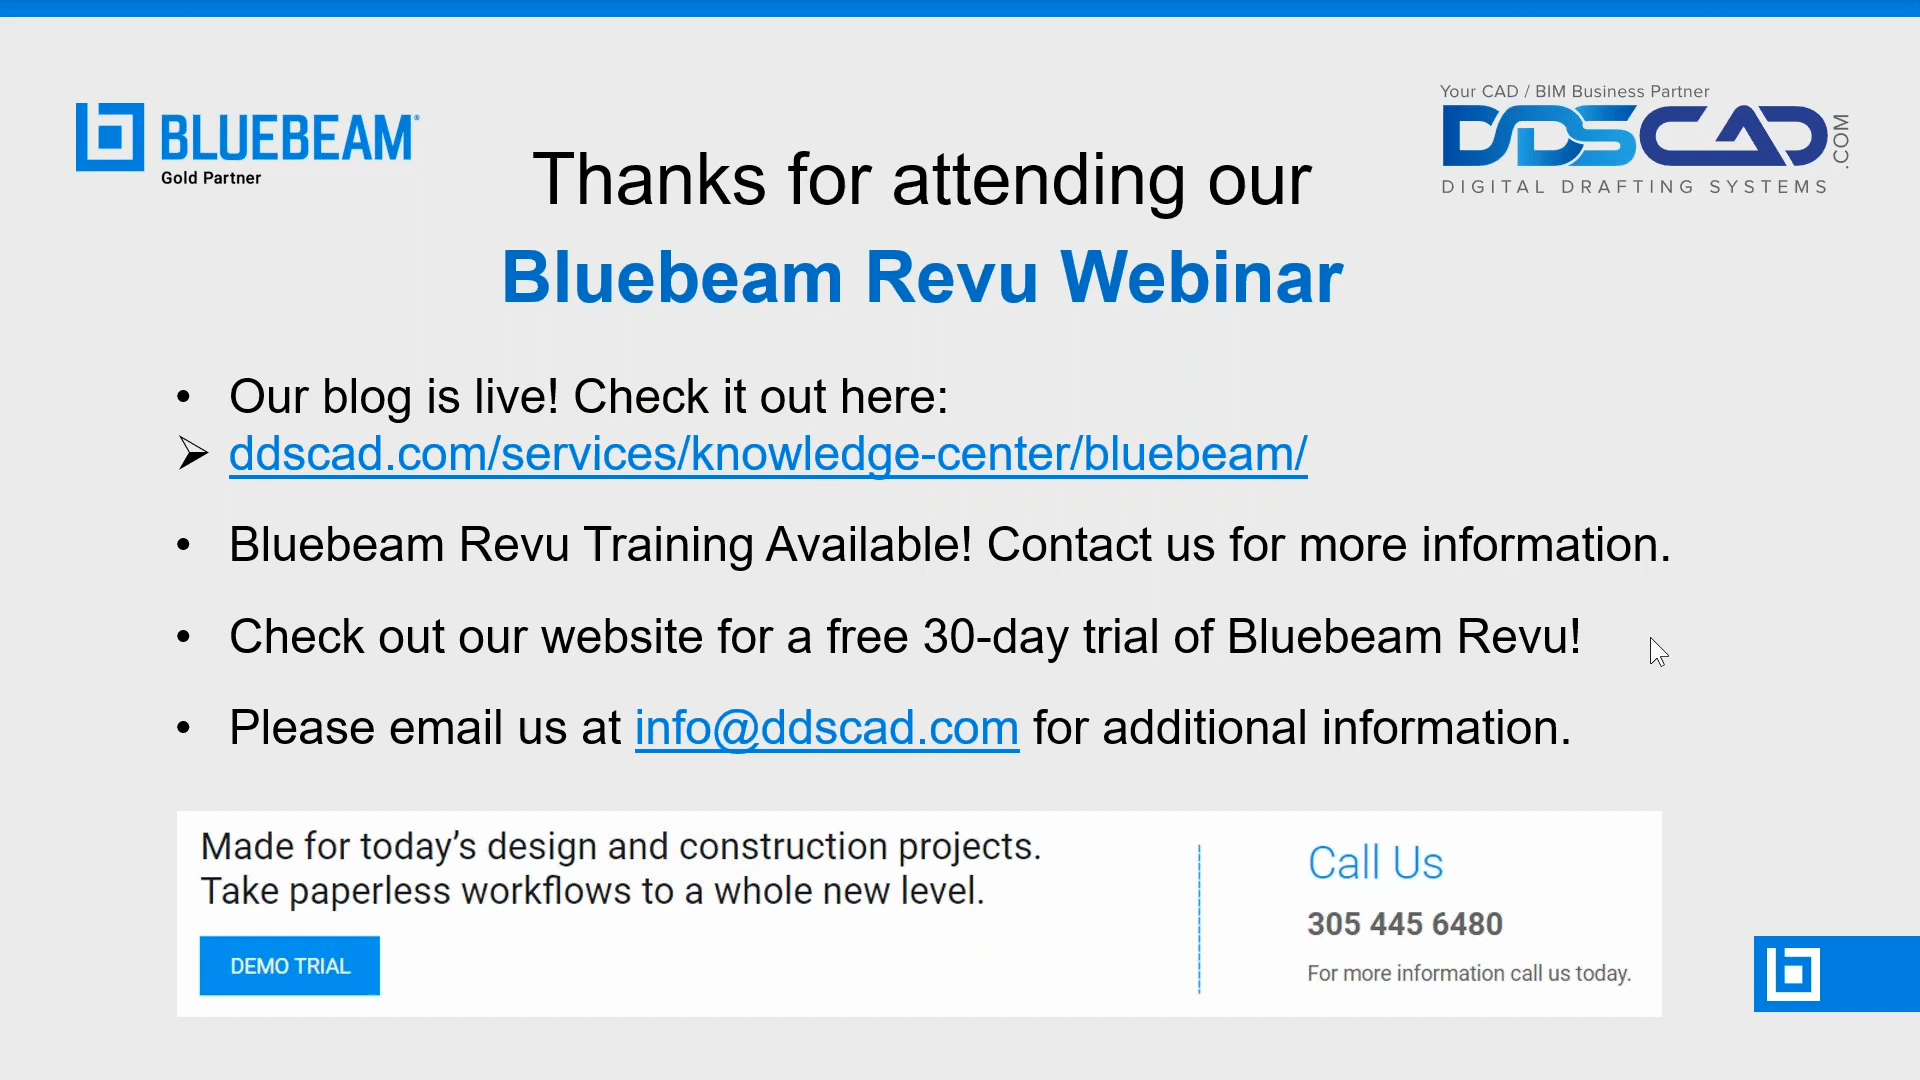 BLUEBEAM
Gold Partner
Your CAD / BIM Business Partner
DDSCAD
.COM
DIGITAL DRAFTING SYSTEMS
Thanks for attending our
Bluebeam Revu Webinar
• Our blog is live! Check it out here:
➢ ddscad.com/services/knowledge-center/bluebeam/
• Bluebeam Revu Training Available! Contact us for more information.
• Check out our website for a free 30-day trial of Bluebeam Revu!
• Please email us at info@ddscad.com for additional information.
Made for today’s design and construction projects.
Take paperless workflows to a whole new level.
DEMO TRIAL
Call Us
305 445 6480
For more information call us today.